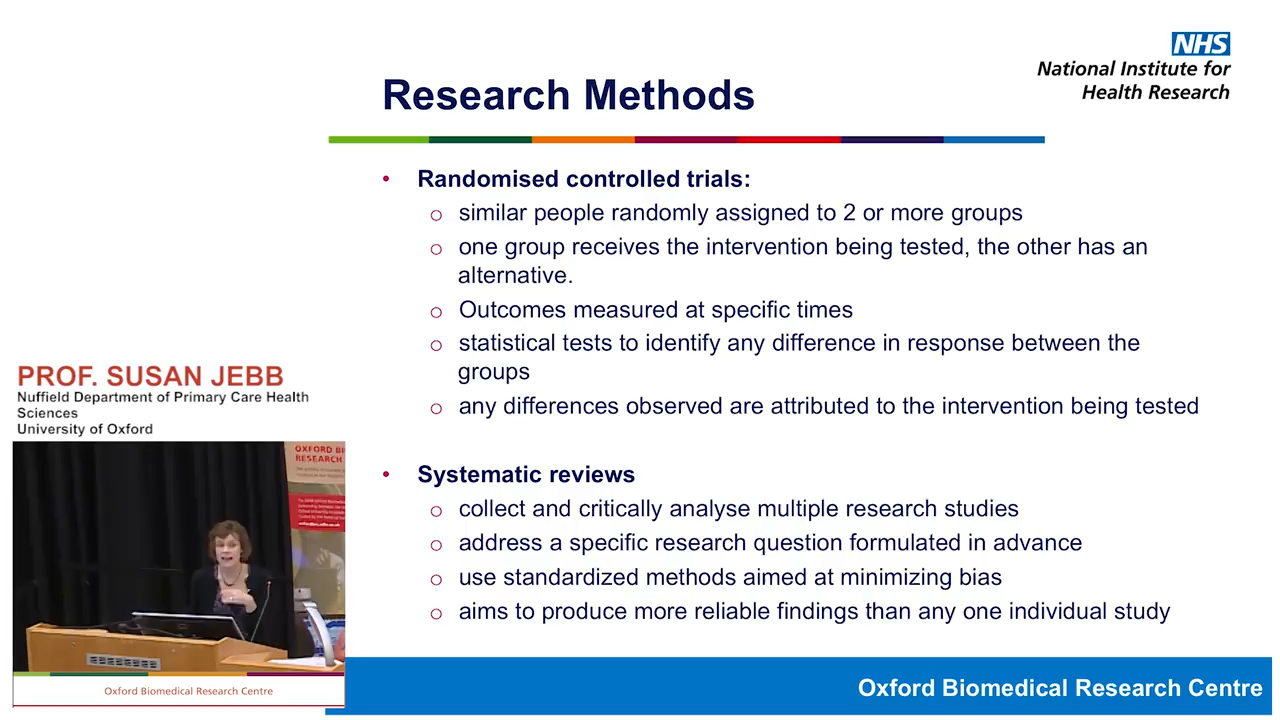 NHS
National Institute for
Health Research
Research Methods
• Randomised controlled trials:
o similar people randomly assigned to 2 or more groups
o one group receives the intervention being tested, the other has an
alternative.
o Outcomes measured at specific times
o statistical tests to identify any difference in response between the
groups
o any differences observed are attributed to the intervention being tested
• Systematic reviews
o collect and critically analyse multiple research studies
o address a specific research question formulated in advance
o use standardized methods aimed at minimizing bias
o aims to produce more reliable findings than any one individual study
PROF. SUSAN JEBB
Nuffield Department of Primary Care Health
Sciences
University of Oxford
OXFORD BI
RESEARCH
Oxford Biomedical Research Centre
Oxford Biomedical Research Centre